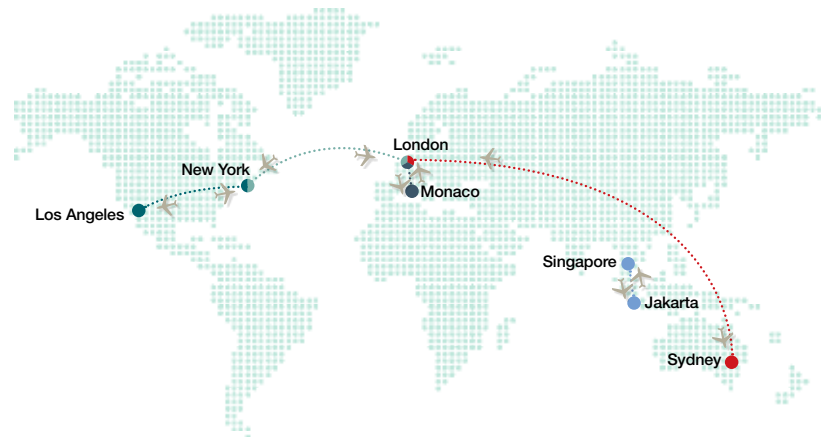 London
New York
Monaco
Los Angeles
Singapore
Jakarta
Sydney